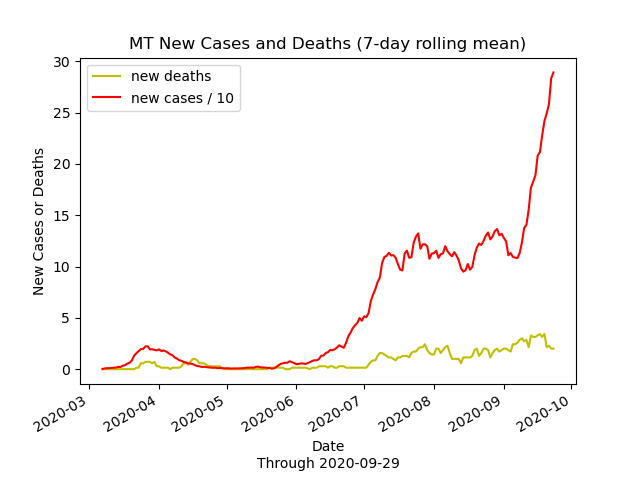 MT New Cases and Deaths (7-day rolling mean)
new deaths
new cases / 10
30
25
20
15
10
5
0
New Cases or Deaths
2020-03
2020-04
2020-05
2020-06
2020-07
2020-08
2020-09
2020-10
Date
Through 2020-09-29